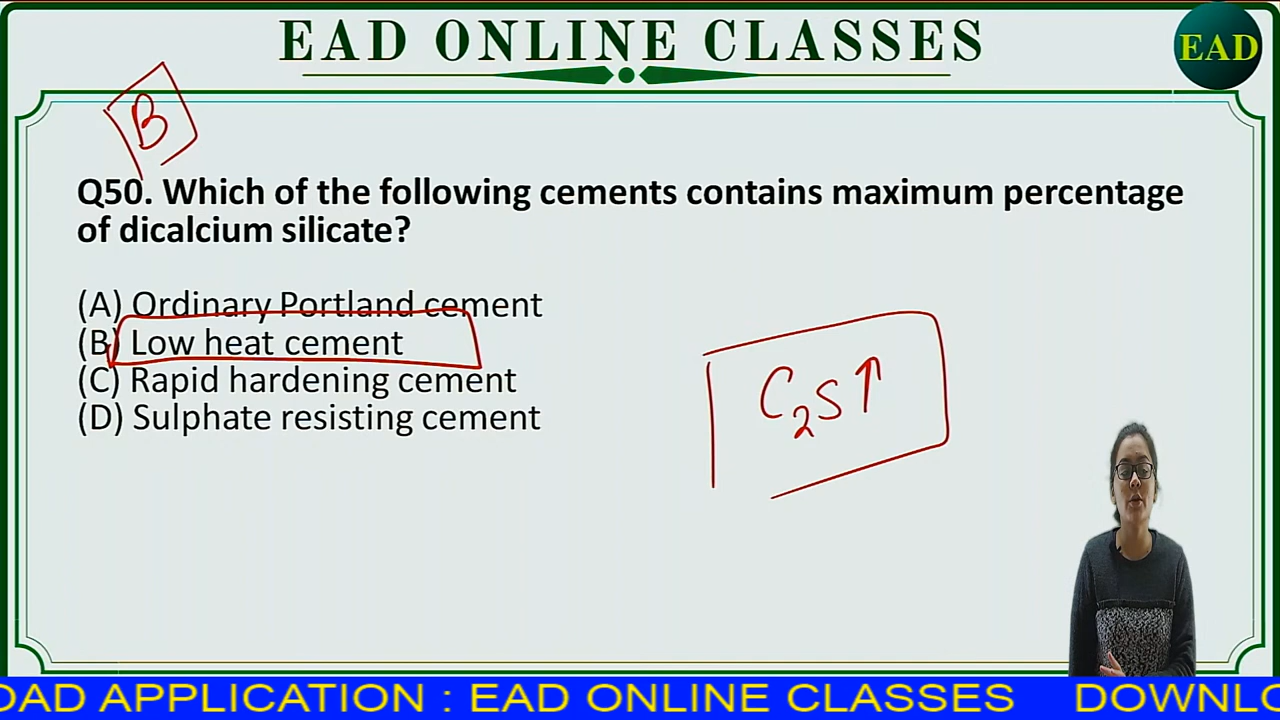 EAD ONLINE CLASSES
EAD
B
Q50. Which of the following cements contains maximum percentage
of dicalcium silicate?
(A) Ordinary Portland cement
(B) Low heat cement
(C) Rapid hardening cement
(D) Sulphate resisting cement
C₂S↑
OAD APPLICATION : EAD ONLINE CLASSES DOWNLO